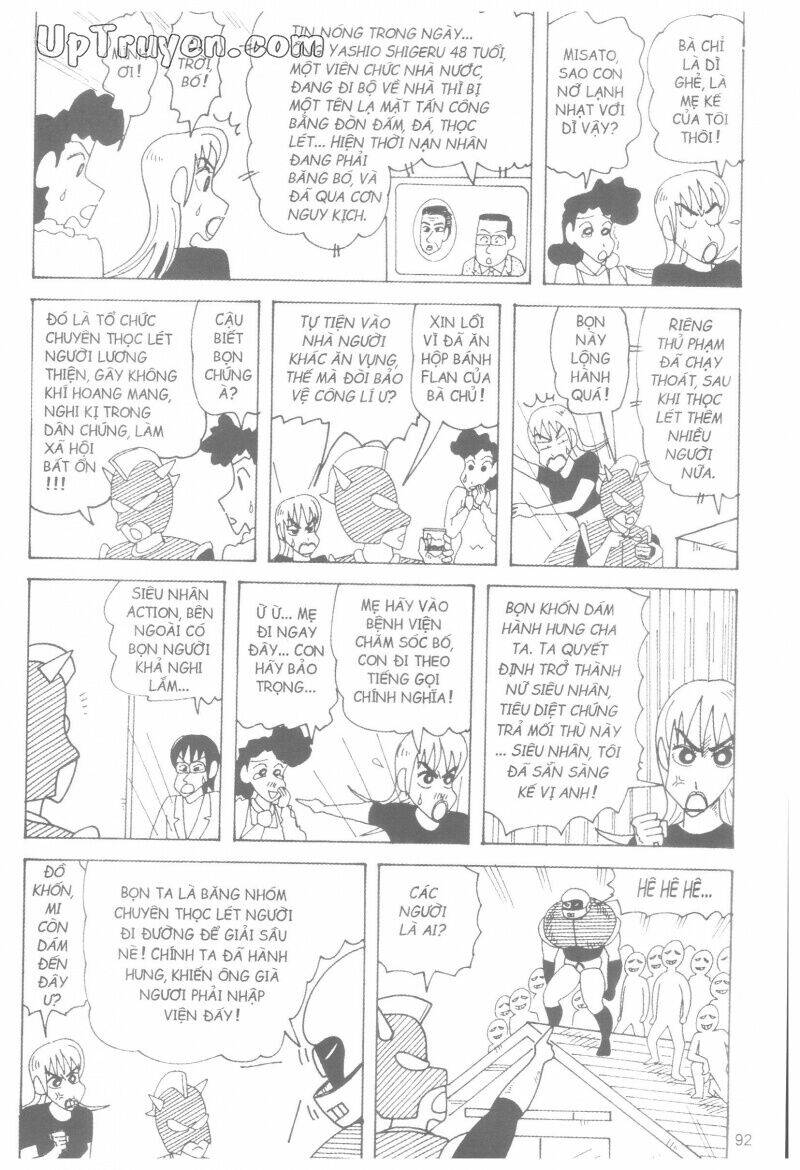 UpTruyen.com
BÀ CHỈ
LÀ DÌ
GHẺ, LÀ
MẸ KẾ
CỦA TÔI
THÔI!
MISATO,
SAO CON
NỠ LẠNH
NHẠT VỚI
DÌ VẬY?
TIN NÓNG TRONG NGÀY...
ÔNG YASHIO SHIGERU 48 TUỔI,
MỘT VIÊN CHỨC NHÀ NƯỚC,
ĐANG ĐI BỘ VỀ NHÀ THÌ BỊ
MỘT TÊN LẠ MẶT TẤN CÔNG
BẰNG ĐÒN ĐẤM, ĐÁ, THỌC
LÉT... HIỆN THỜI NẠN NHÂN
ĐANG PHẢI
BĂNG BÓ, VÀ
ĐÃ QUA CƠN
NGUY KỊCH.
TRỜI,
BỐ!
MÌNH
ƠI!
RIÊNG
THỦ PHẠM
ĐÃ CHẠY
THOÁT, SAU
KHI THỌC
LÉT THÊM
NHIỀU
NGƯỜI
NỮA.
BỌN
NÀY
LỘNG
HÀNH
QUÁ!
XIN LỖI
VÌ ĐÃ ĂN
HỘP BÁNH
FLAN CỦA
BÀ CHỦ!
TỰ TIỆN VÀO
NHÀ NGƯỜI
KHÁC ĂN VỤNG,
THẾ MÀ ĐÒI BẢO
VỆ CÔNG LÍ Ư?
CẬU
BIẾT
BỌN
CHÚNG
À?
ĐÓ LÀ TỔ CHỨC
CHUYÊN THỌC LÉT
NGƯỜI LƯƠNG
THIỆN, GÂY KHÔNG
KHÍ HOANG MANG,
NGHI KỊ TRONG
DÂN CHÚNG, LÀM
XÃ HỘI
BẤT ỔN
!!!
BỌN KHỐN DÁM
HÀNH HUNG CHA
TA. TA QUYẾT
ĐỊNH TRỞ THÀNH
NỮ SIÊU NHÂN,
TIÊU DIỆT CHÚNG
TRẢ MỐI THÙ NÀY
... SIÊU NHÂN, TÔI
ĐÃ SẴN SÀNG
KẾ VỊ ANH!
MẸ HÃY VÀO
BỆNH VIỆN
CHĂM SÓC BỐ,
CON ĐI THEO
TIẾNG GỌI
CHÍNH NGHĨA!
Ừ Ừ... MẸ
ĐI NGAY
ĐÂY... CON
HÃY BẢO
TRỌNG...
SIÊU NHÂN
ACTION, BÊN
NGOÀI CÓ
BỌN NGƯỜI
KHẢ NGHI
LẮM...
HÊ HÊ HÊ...
CÁC
NGƯỜI
LÀ AI?
BỌN TA LÀ BĂNG NHÓM
CHUYÊN THỌC LÉT NGƯỜI
ĐI ĐƯỜNG ĐỂ GIẢI SẦU
NÈ! CHÍNH TA ĐÃ HÀNH
HUNG, KHIẾN ÔNG GIÀ
NGƯƠI PHẢI NHẬP
VIỆN ĐẤY!
ĐỒ
KHỐN,
MI
CÒN
DÁM
ĐẾN
ĐÂY
Ư?
92